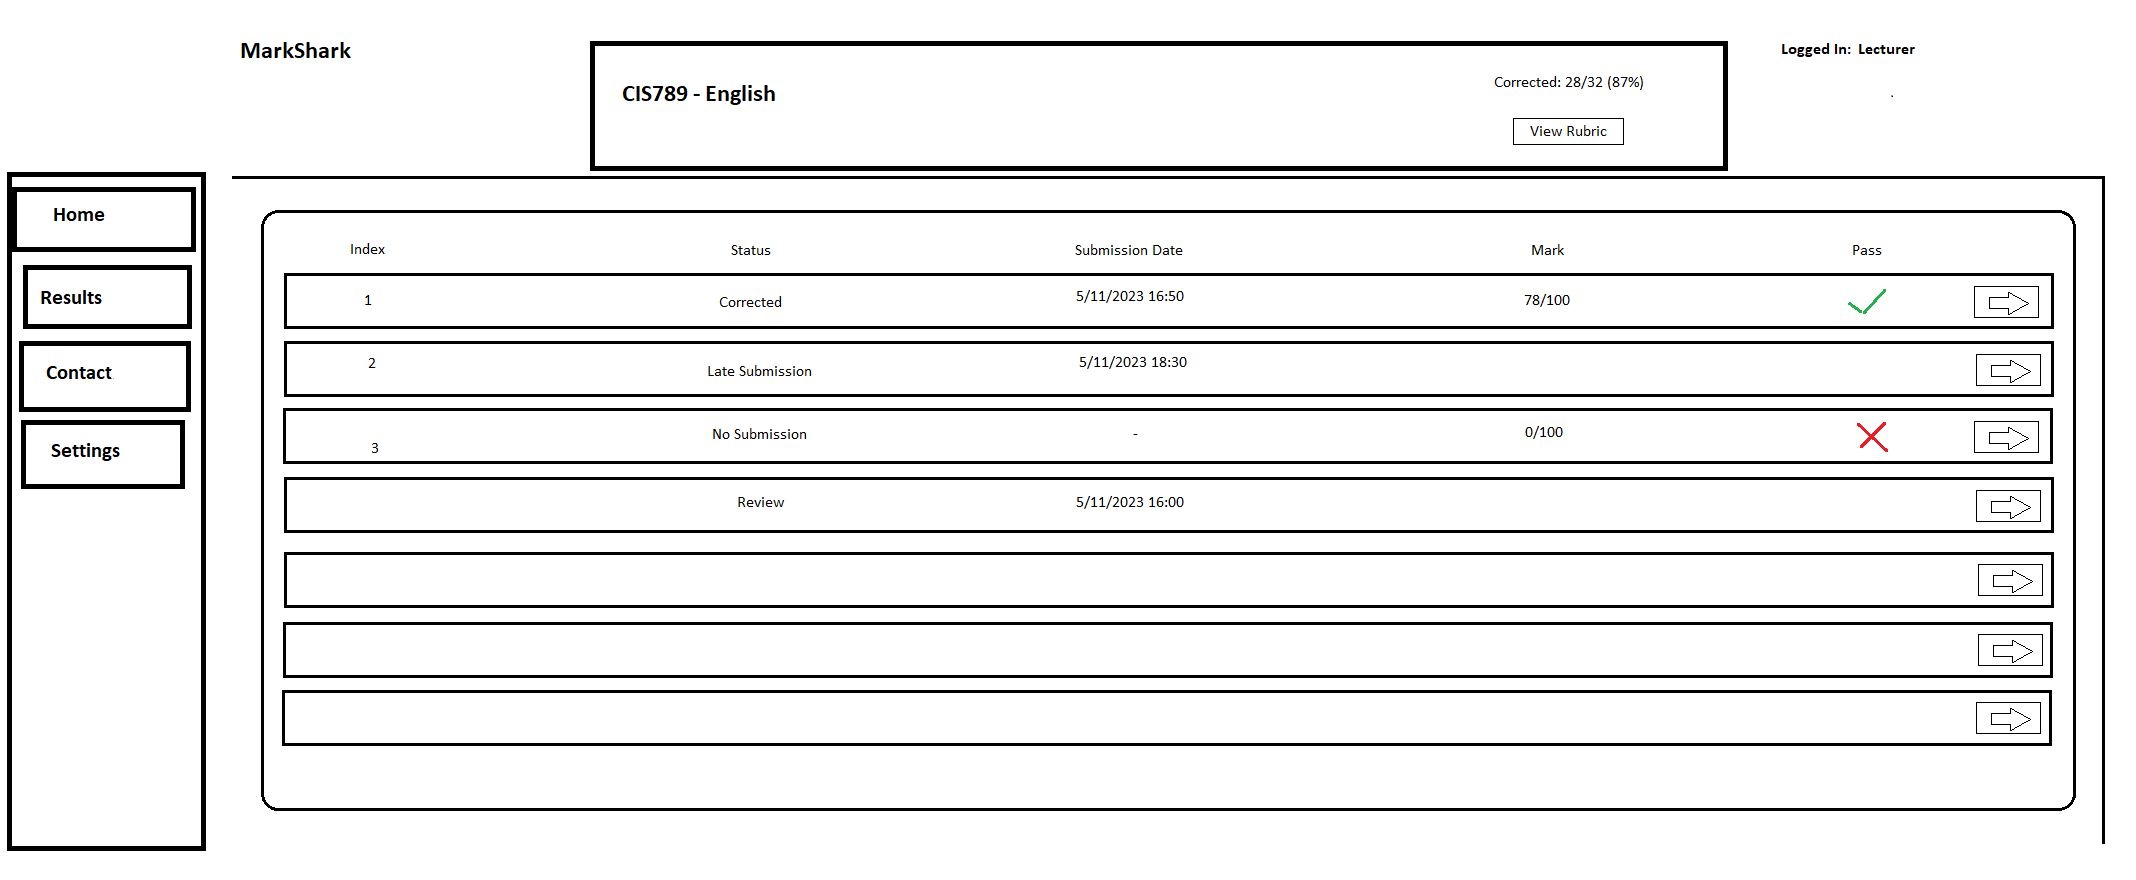 MarkShark
Logged In: Lecturer
CIS789 - English
Corrected: 28/32 (87%)
View Rubric
Home
Results
Contact
Settings
Index Status Submission Date Mark Pass
1 Corrected 5/11/2023 16:50 78/100
2 Late Submission 5/11/2023 18:30
3 No Submission - 0/100
Review 5/11/2023 16:00